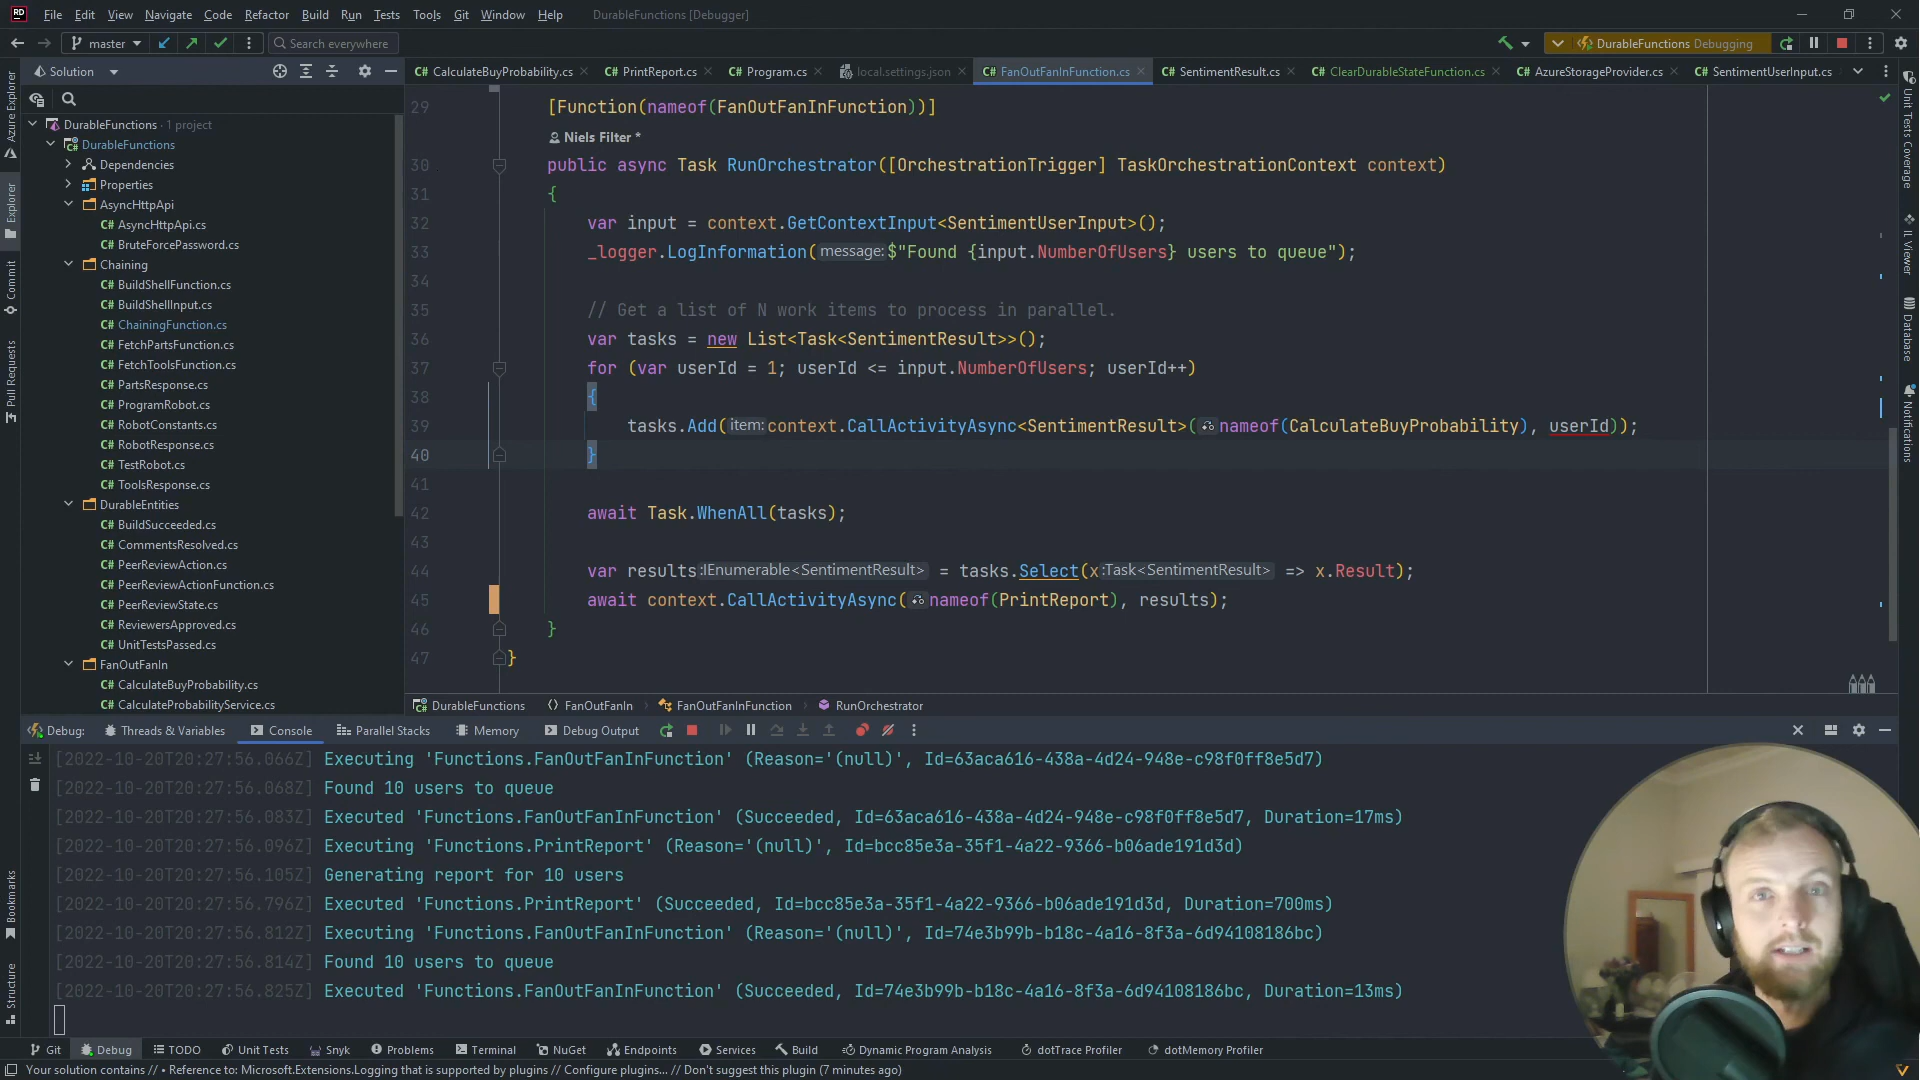 File Edit View Navigate Code Refactor Build Run Tests Tools Git Window Help DurableFunctions [Debugger]
master Search everywhere DurableFunctions Debugging
Solution CalculateBuyProbability.cs PrintReport.cs Program.cs local.settings.json FanOutFanInFunction.cs SentimentResult.cs ClearDurableStateFunction.cs AzureStorageProvider.cs SentimentUserInput.cs
Azure Explorer
Explorer
Commit
Pull Requests
Bookmarks
Structure
DurableFunctions · 1 project
DurableFunctions
Dependencies
Properties
AsyncHttpApi
C# AsyncHttpApi.cs
C# BruteForcePassword.cs
Chaining
C# BuildShellFunction.cs
C# BuildShellInput.cs
C# ChainingFunction.cs
C# FetchPartsFunction.cs
C# FetchToolsFunction.cs
C# PartsResponse.cs
C# ProgramRobot.cs
C# RobotConstants.cs
C# RobotResponse.cs
C# TestRobot.cs
C# ToolsResponse.cs
DurableEntities
C# BuildSucceeded.cs
C# CommentsResolved.cs
C# PeerReviewAction.cs
C# PeerReviewActionFunction.cs
C# PeerReviewState.cs
C# ReviewersApproved.cs
C# UnitTestsPassed.cs
FanOutFanIn
C# CalculateBuyProbability.cs
C# CalculateProbabilityService.cs
29 [Function(nameof(FanOutFanInFunction))]
Niels Filter *
30 public async Task RunOrchestrator([OrchestrationTrigger] TaskOrchestrationContext context)
31 {
32 var input = context.GetContextInput<SentimentUserInput>();
33 _logger.LogInformation( message: $"Found {input.NumberOfUsers} users to queue");
34
35 // Get a list of N work items to process in parallel.
36 var tasks = new List<Task<SentimentResult>>();
37 for (var userId = 1; userId <= input.NumberOfUsers; userId++)
38 {
39 tasks.Add( item: context.CallActivityAsync<SentimentResult>( nameof(CalculateBuyProbability), userId));
40 }
41
42 await Task.WhenAll(tasks);
43
44 var results :IEnumerable<SentimentResult> = tasks.Select(x :Task<SentimentResult> => x.Result);
45 await context.CallActivityAsync( nameof(PrintReport), results);
46 }
47 }
Unit Tests Coverage
IL Viewer
Database
Notifications
DurableFunctions FanOutFanIn FanOutFanInFunction RunOrchestrator
Debug: Threads & Variables Console Parallel Stacks Memory Debug Output
[2022-10-20T20:27:56.066Z] Executing 'Functions.FanOutFanInFunction' (Reason='(null)', Id=63aca616-438a-4d24-948e-c98f0ff8e5d7)
[2022-10-20T20:27:56.068Z] Found 10 users to queue
[2022-10-20T20:27:56.083Z] Executed 'Functions.FanOutFanInFunction' (Succeeded, Id=63aca616-438a-4d24-948e-c98f0ff8e5d7, Duration=17ms)
[2022-10-20T20:27:56.096Z] Executing 'Functions.PrintReport' (Reason='(null)', Id=bcc85e3a-35f1-4a22-9366-b06ade191d3d)
[2022-10-20T20:27:56.105Z] Generating report for 10 users
[2022-10-20T20:27:56.796Z] Executed 'Functions.PrintReport' (Succeeded, Id=bcc85e3a-35f1-4a22-9366-b06ade191d3d, Duration=700ms)
[2022-10-20T20:27:56.812Z] Executing 'Functions.FanOutFanInFunction' (Reason='(null)', Id=74e3b99b-b18c-4a16-8f3a-6d94108186bc)
[2022-10-20T20:27:56.814Z] Found 10 users to queue
[2022-10-20T20:27:56.825Z] Executed 'Functions.FanOutFanInFunction' (Succeeded, Id=74e3b99b-b18c-4a16-8f3a-6d94108186bc, Duration=13ms)
Git Debug TODO Unit Tests Snyk Problems Terminal NuGet Endpoints Services Build Dynamic Program Analysis dotTrace Profiler dotMemory Profiler
Your solution contains // • Reference to: Microsoft.Extensions.Logging that is supported by plugins // Configure plugins... // Don't suggest this plugin (7 minutes ago)